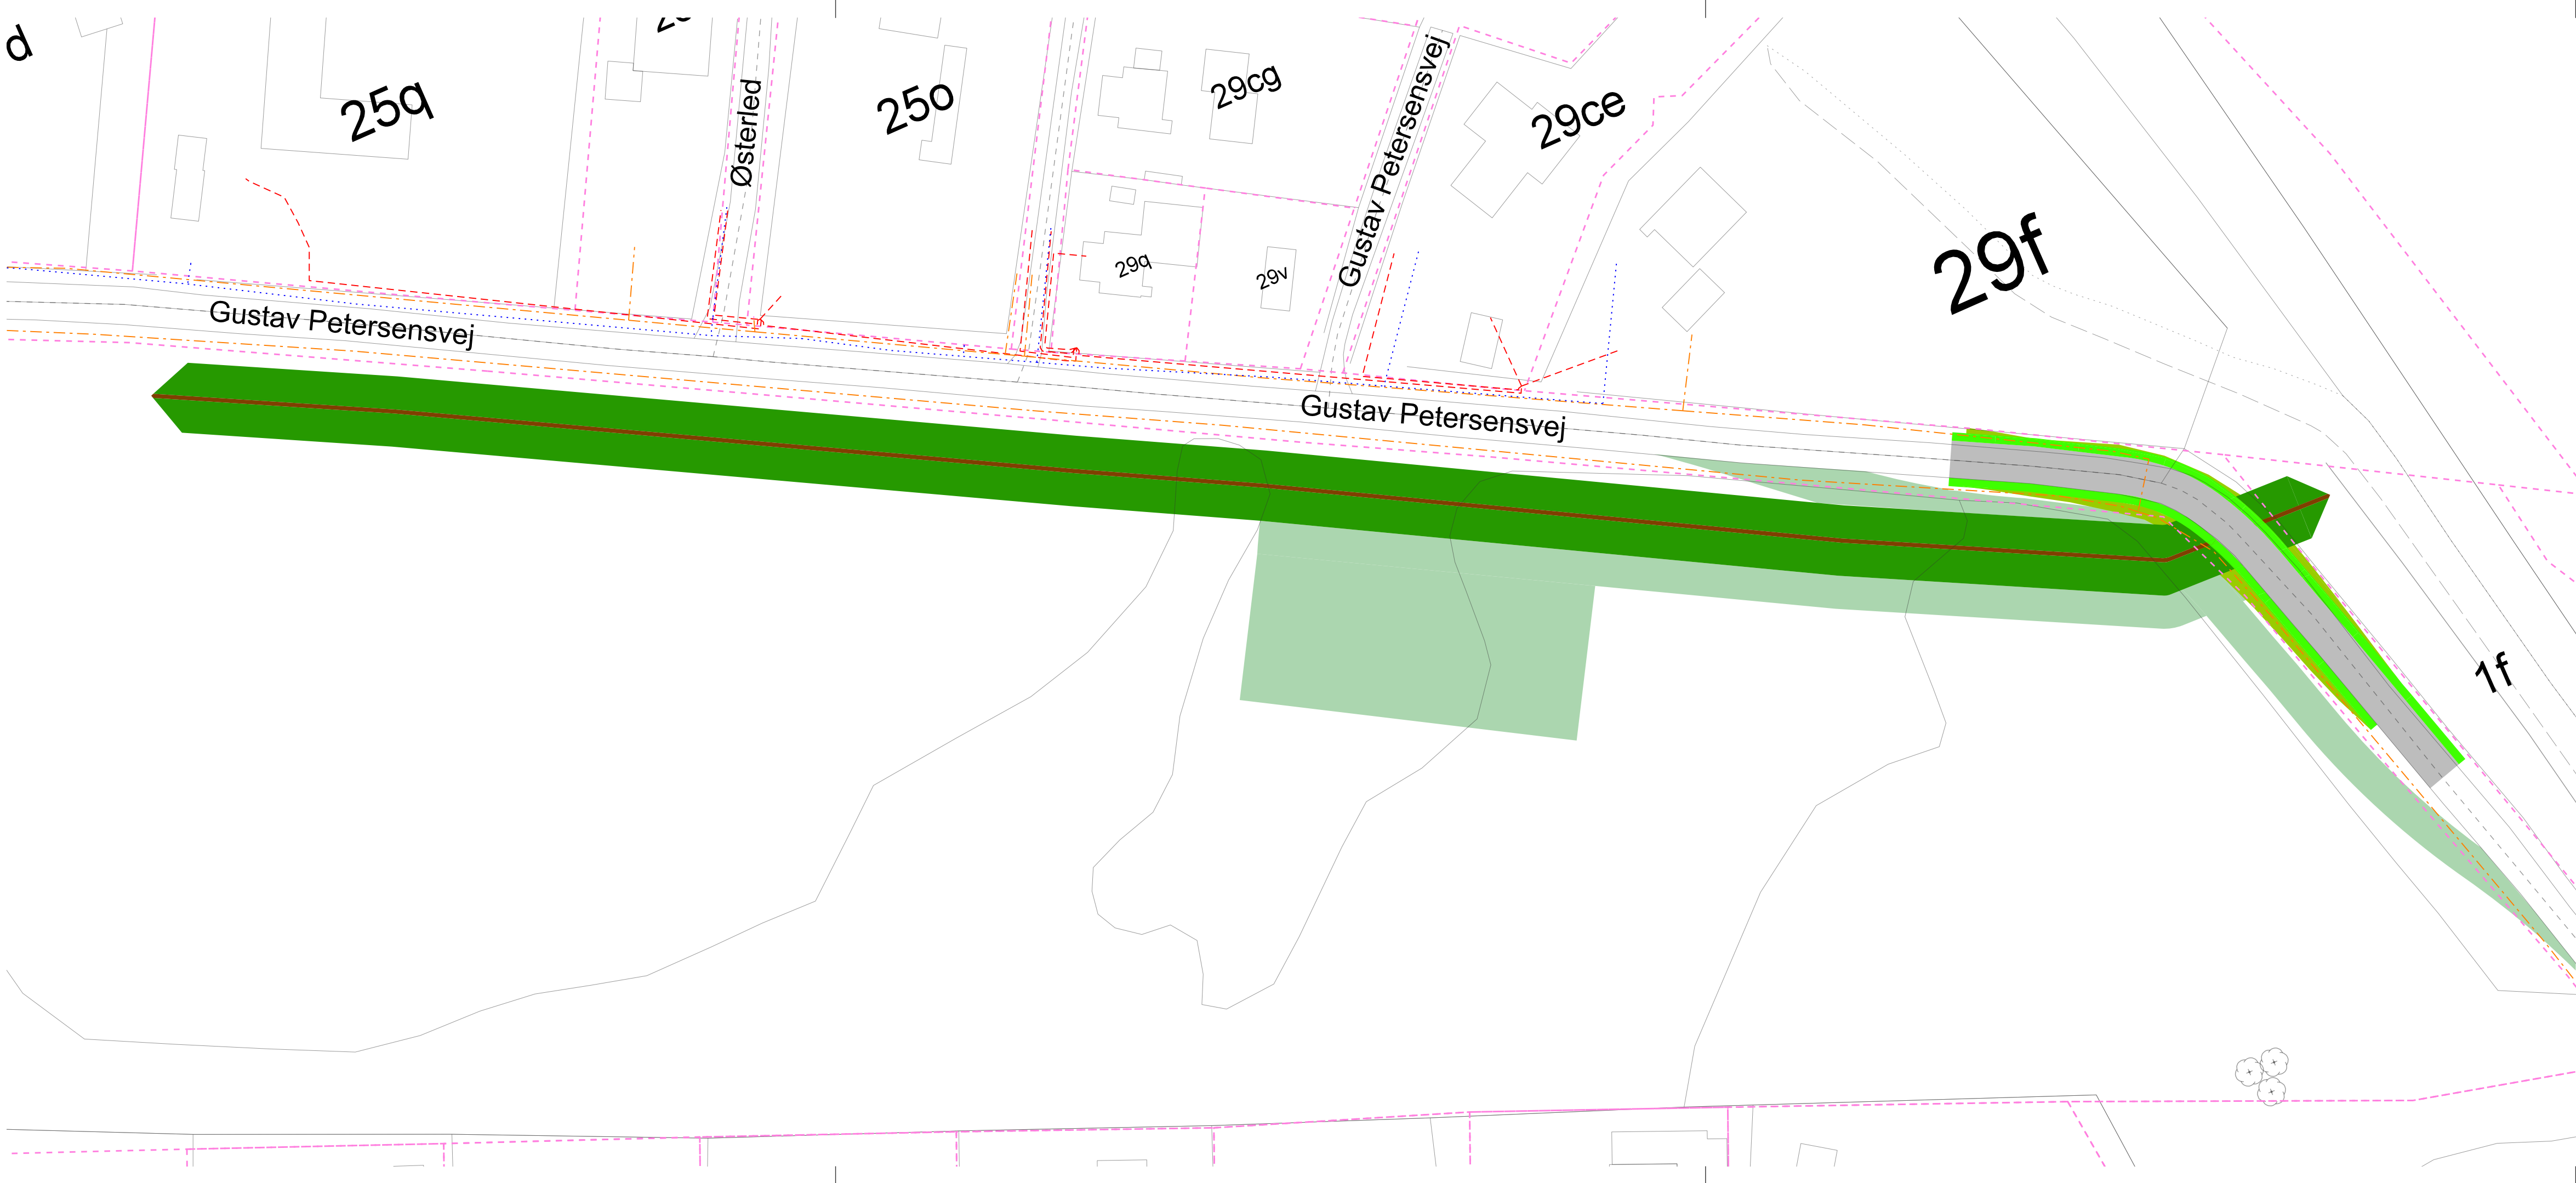 d
25q
Østerled
25o
29cg
Gustav Petersensvej
29ce
29q
29v
29f
Gustav Petersensvej
Gustav Petersensvej
1f